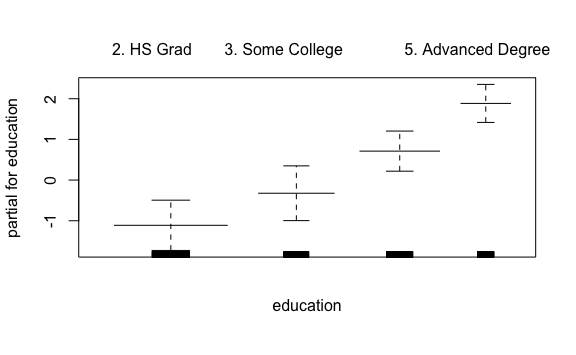 2. HS Grad 3. Some College 5. Advanced Degree
partial for education
2
1
0
-1
education